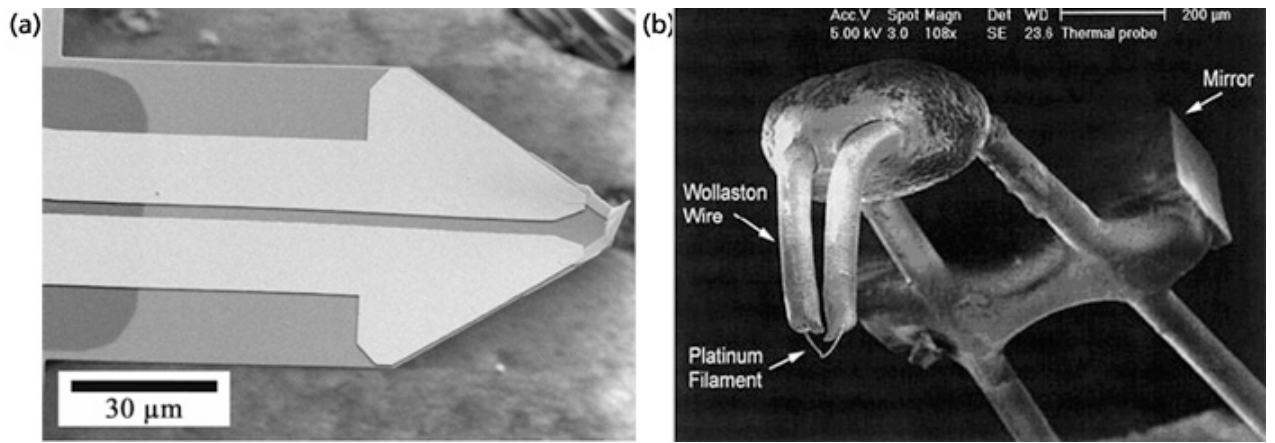 (a)
30 µm
(b)
Acc.V Spot Magn Det WD 200 µm
5.00 kV 3.0 108x SE 23.6 Thermal probe
Mirror
Wollaston
Wire
Platinum
Filament